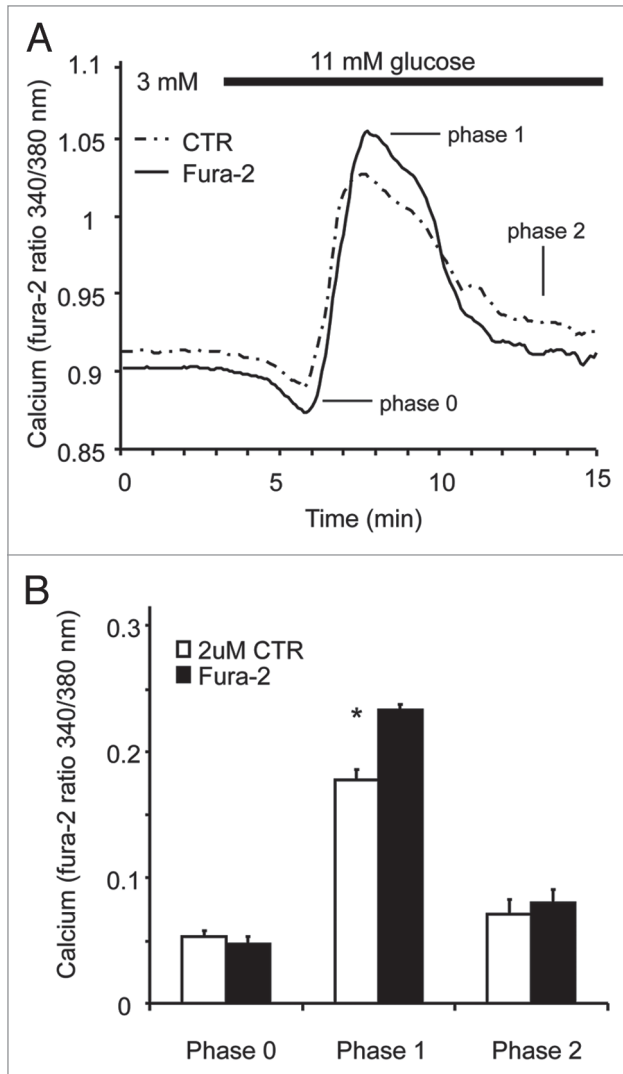 A
1.1
11 mM glucose
3 mM
1.05
phase 1
CTR
Fura-2
1
phase 2
0.95
0.9
phase 0
0.85
Calcium (fura-2 ratio 340/380 nm)
0
5
10
15
Time (min)
B
0.3
2uM CTR
Fura-2
*
0.2
0.1
0
Calcium (fura-2 ratio 340/380 nm)
Phase 0
Phase 1
Phase 2